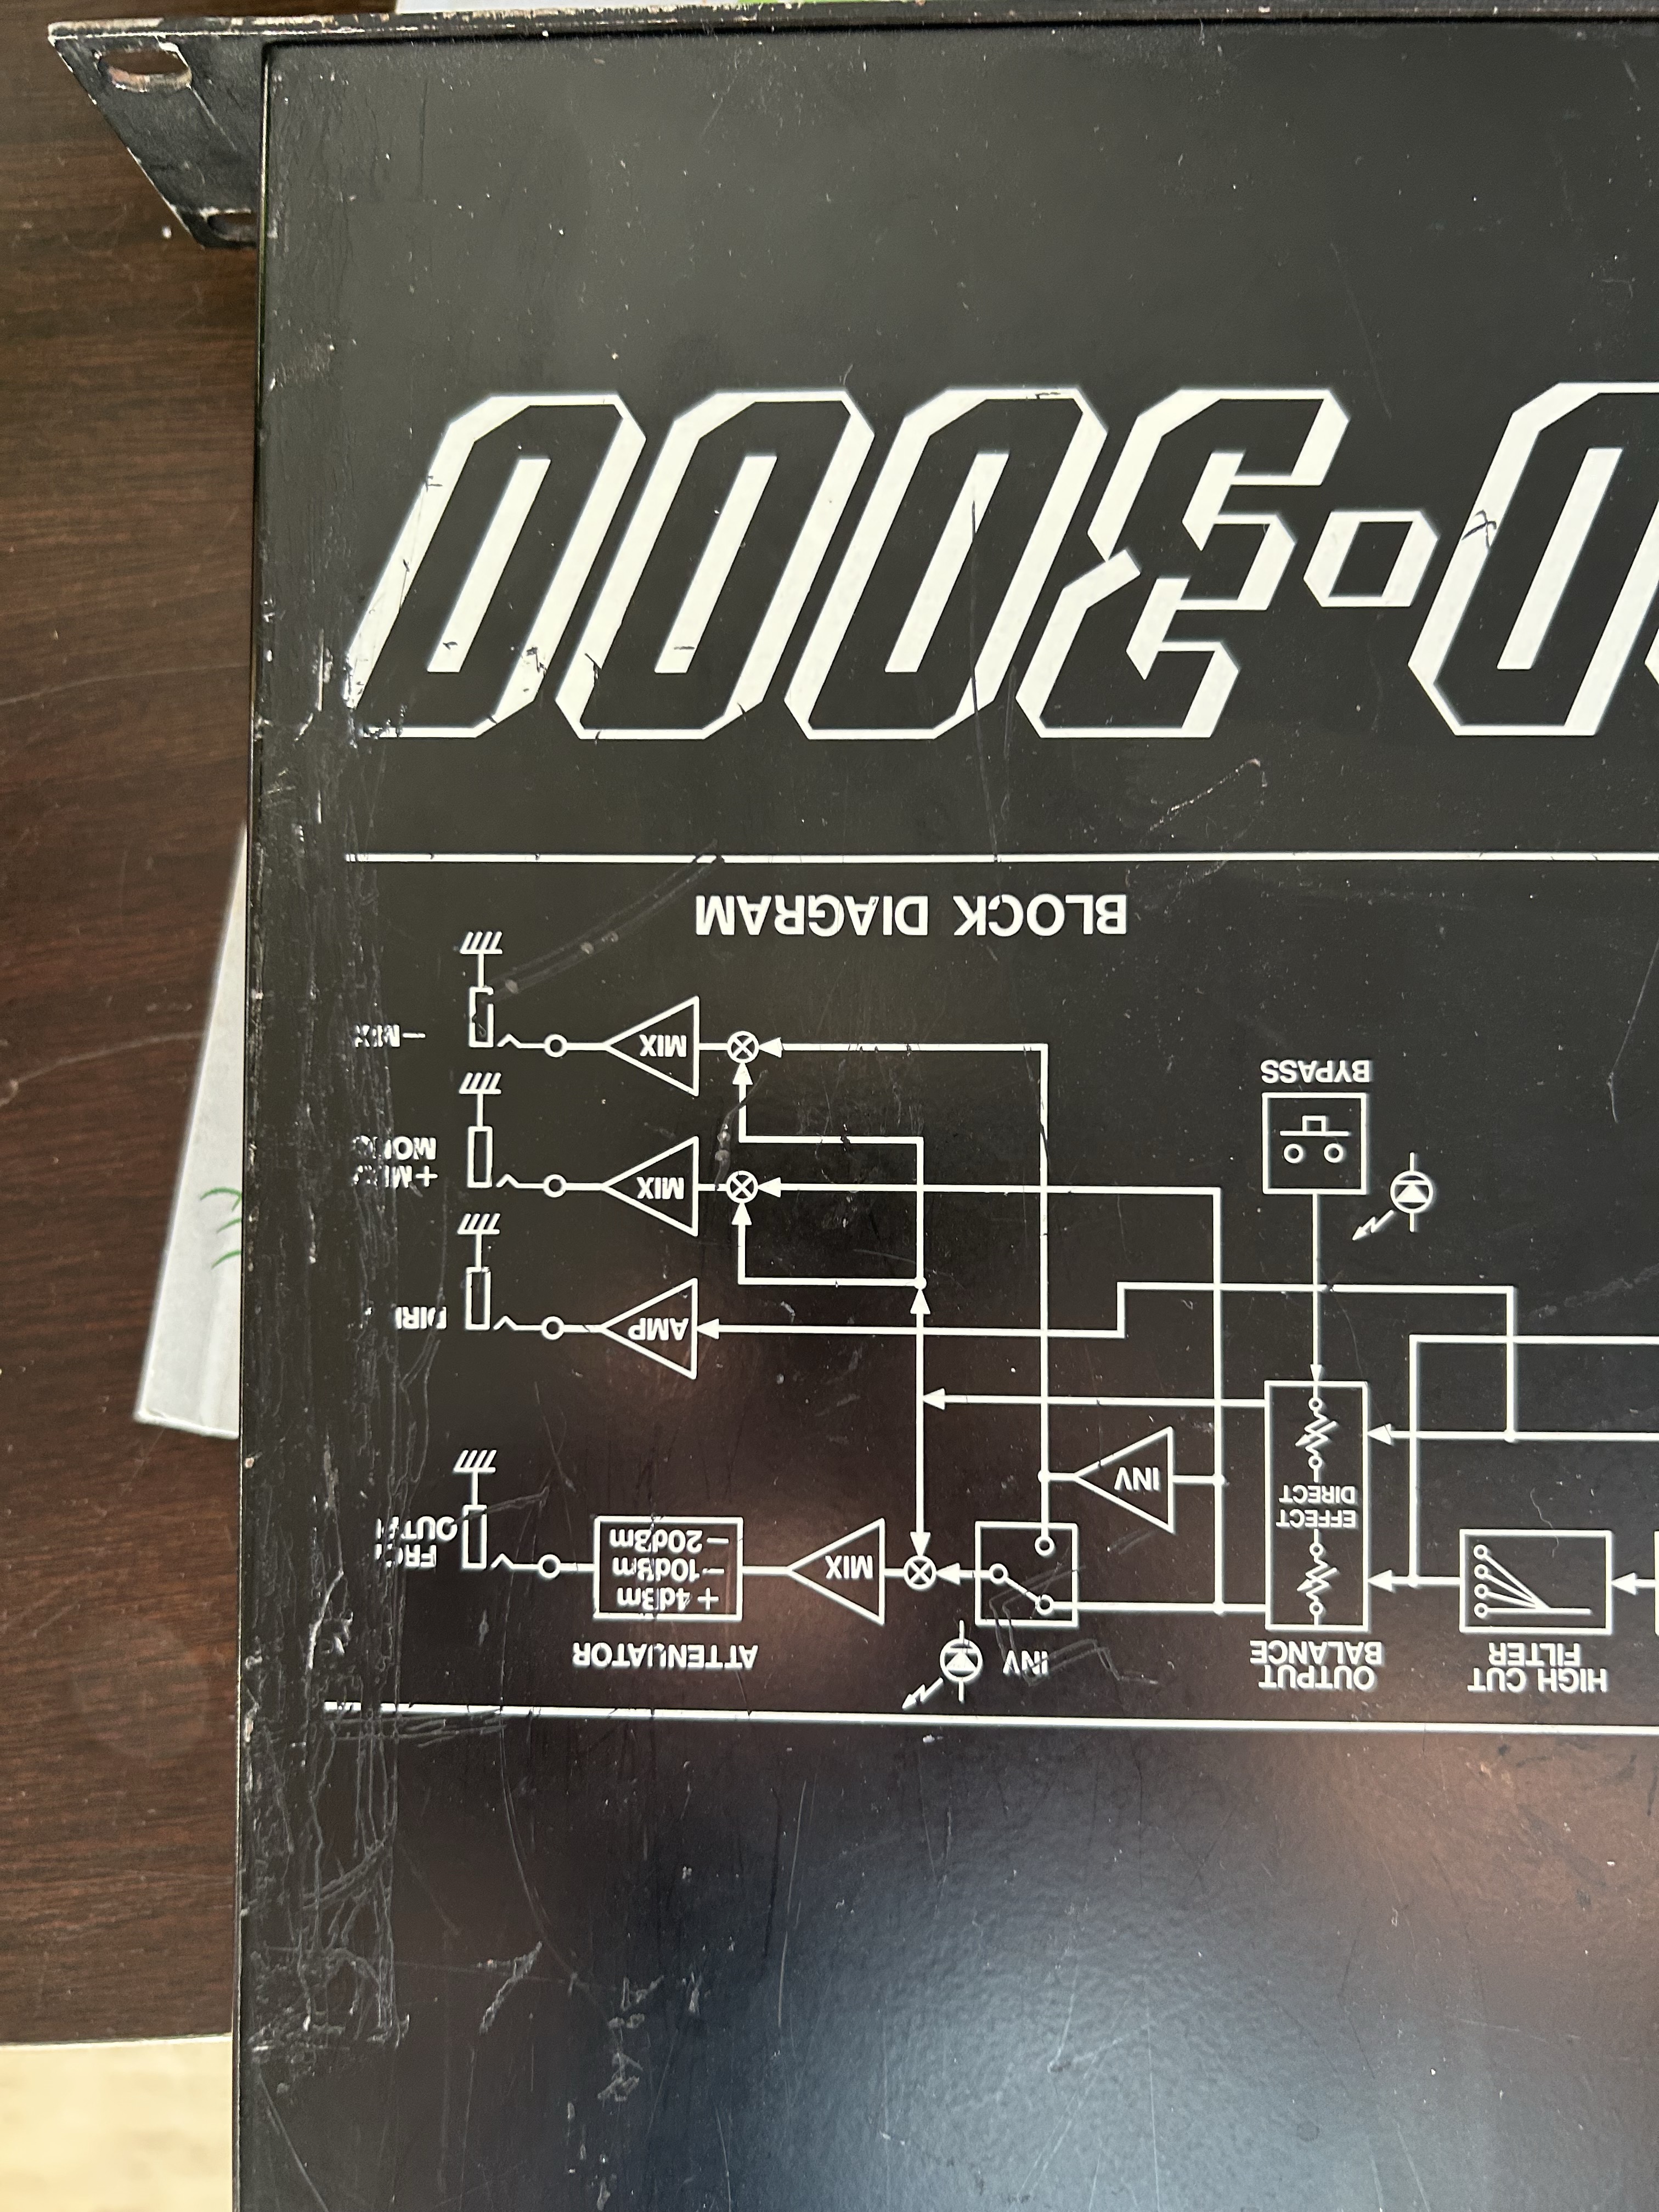 HIGH CUT
FILTER
OUTPUT
BALANCE
EFFECT
DIRECT
INV
INV
ATTENUATOR
+ 4dBm
− 10dBm
− 20dBm
MIX
AMP
MIX
MIX
− MIX
BYPASS
BLOCK DIAGRAM
D-3000